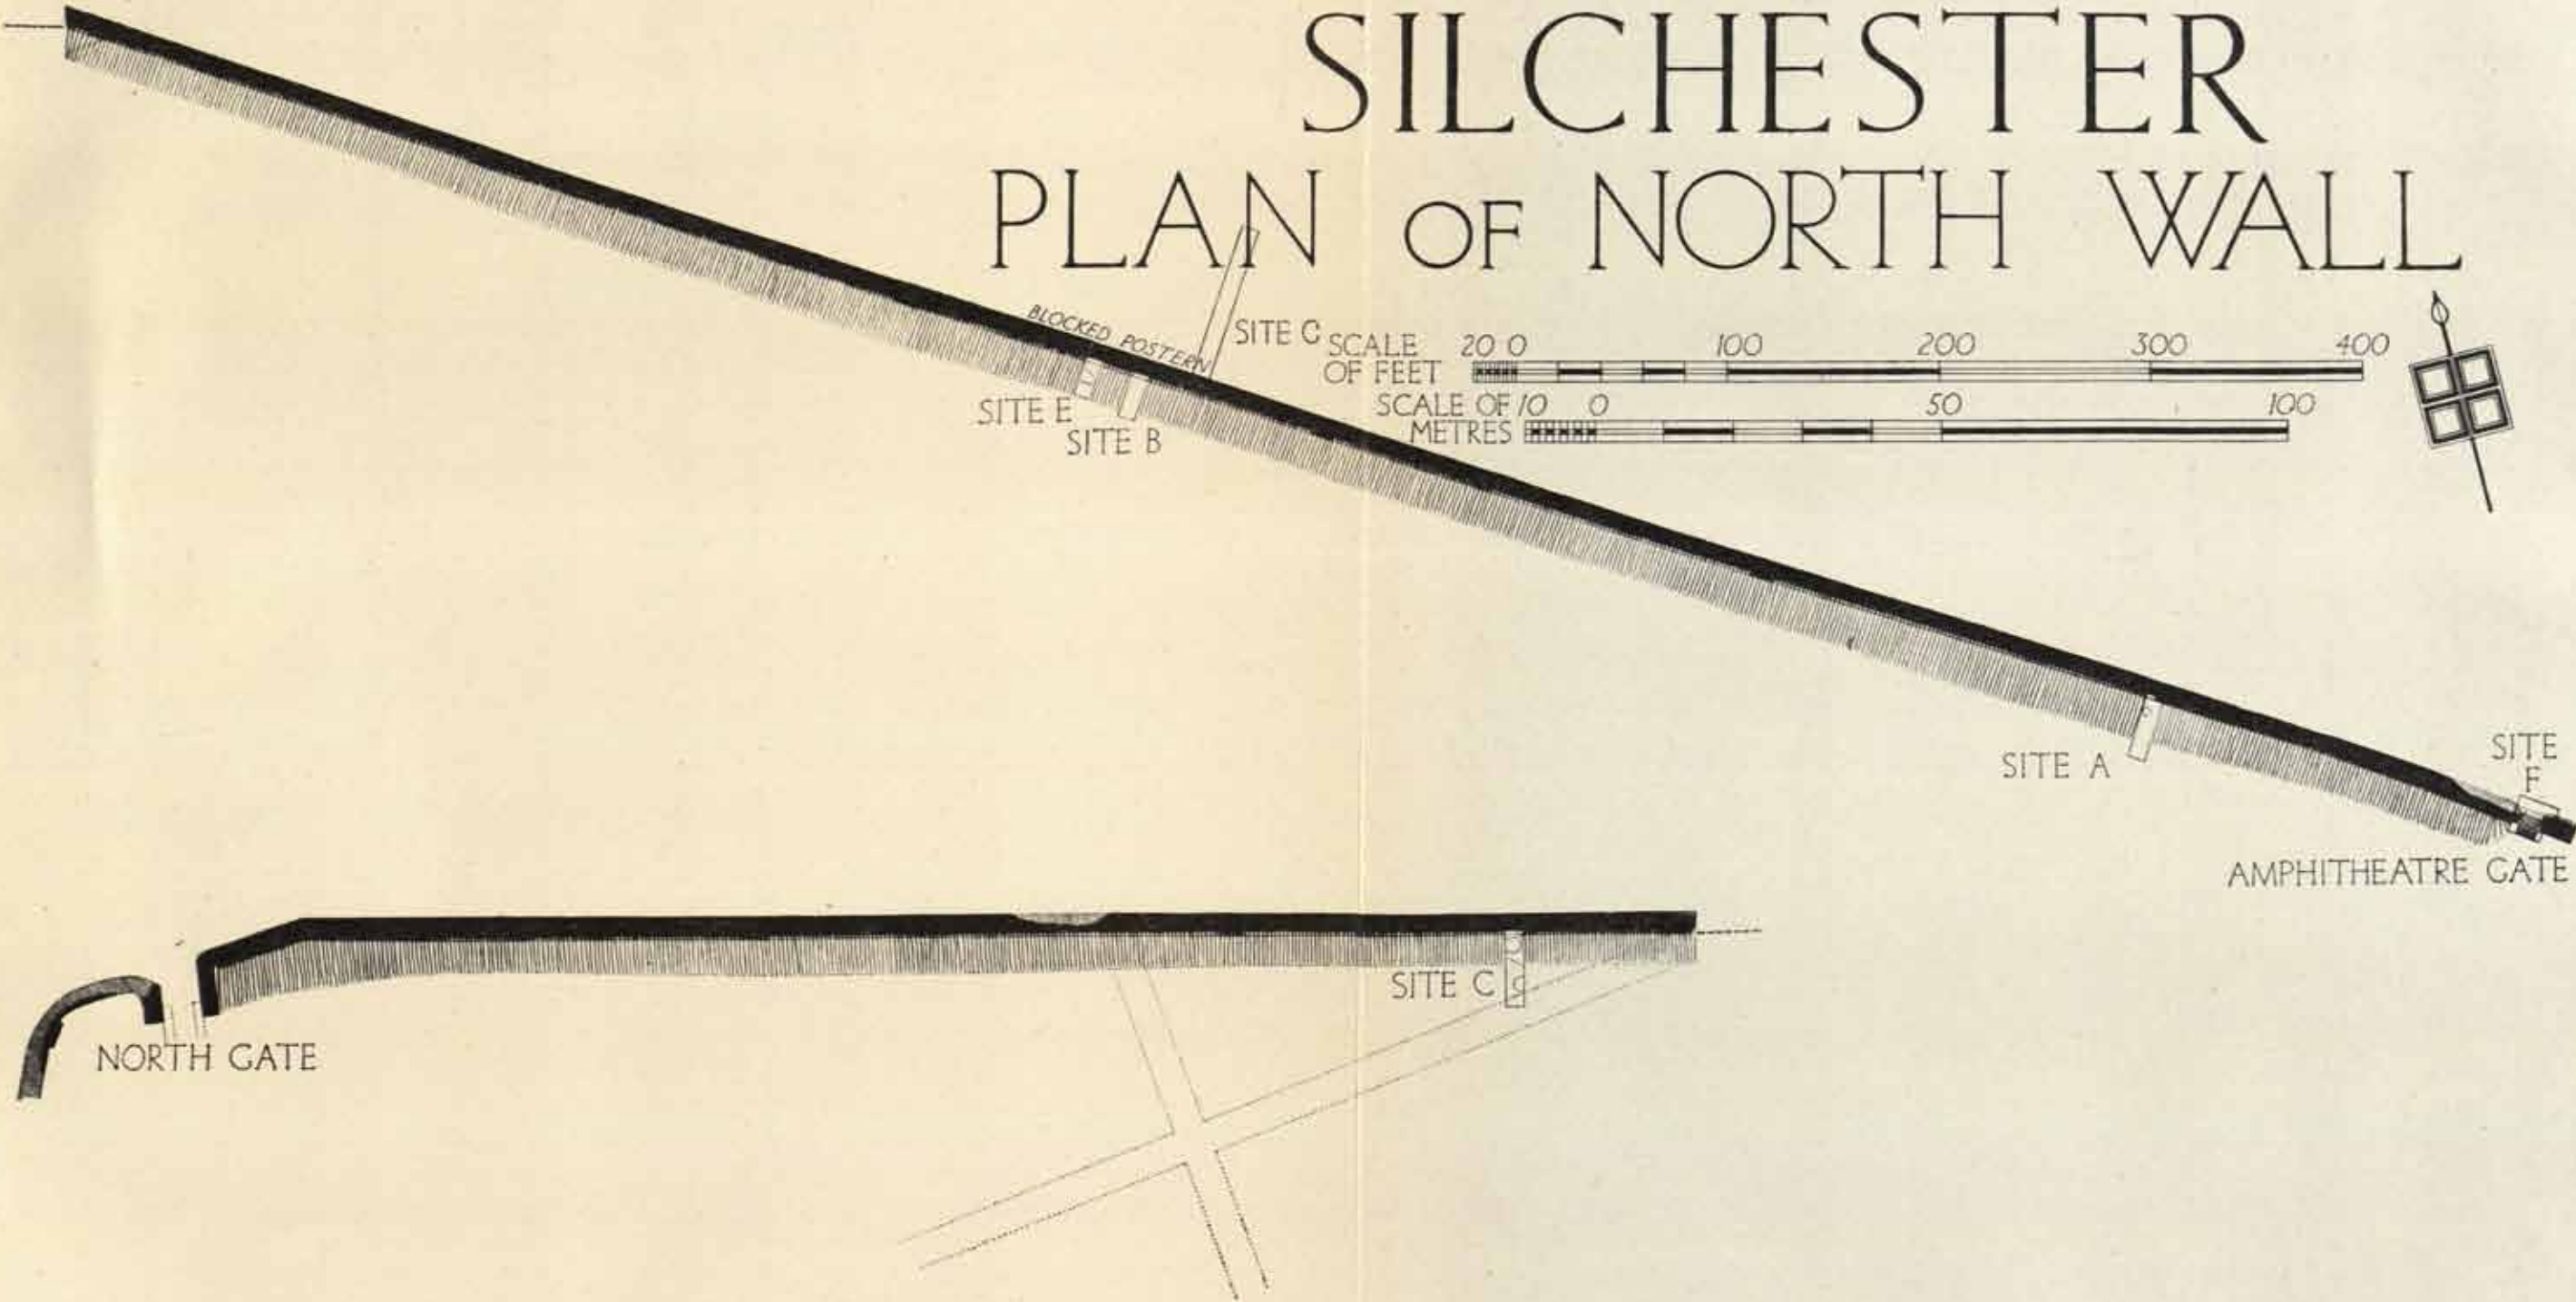 SILCHESTER
PLAN OF NORTH WALL
BLOCKED POSTERN
SITE G
SCALE OF FEET 20 0 100 200 300 400
SCALE OF METRES 10 0 50 100
SITE E
SITE B
SITE A
SITE F
AMPHITHEATRE GATE
SITE C
NORTH GATE